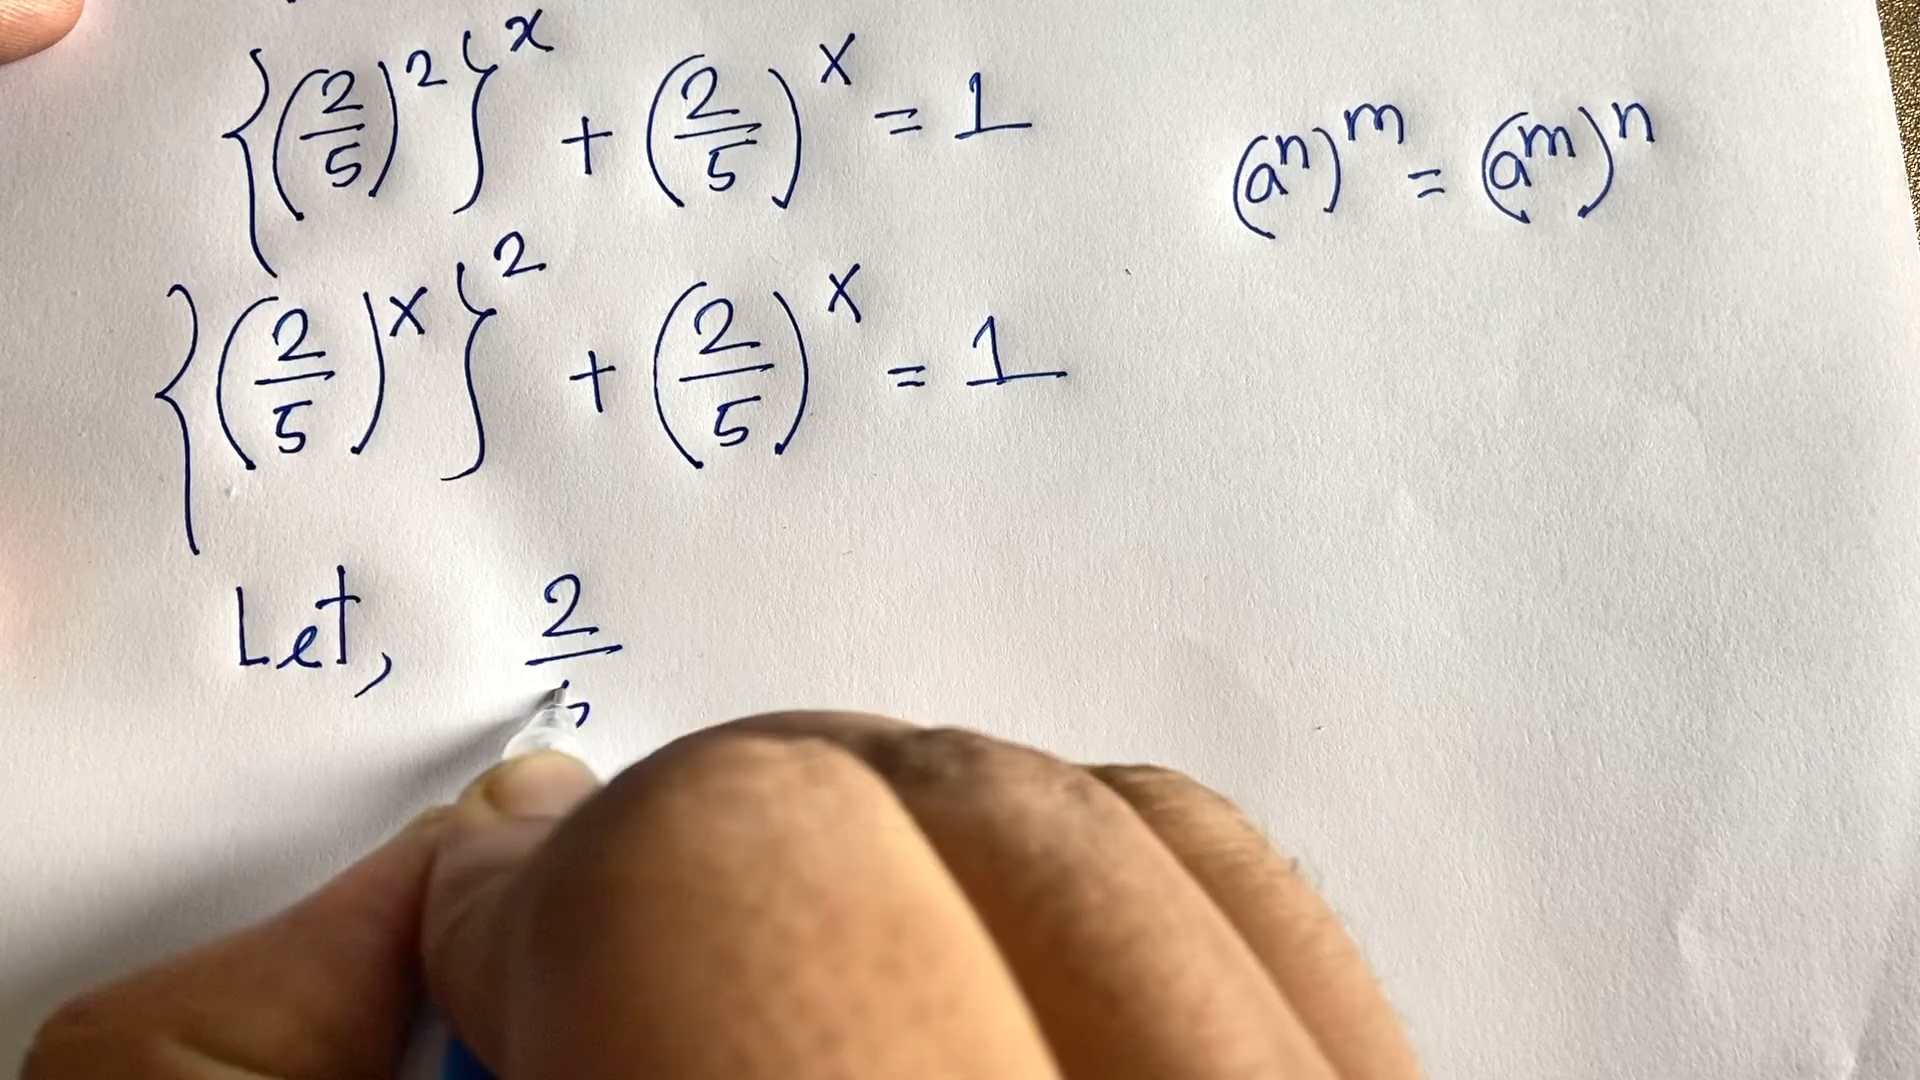 {(2/5)^2}^x + (2/5)^x = 1
(a^n)^m = (a^m)^n
{(2/5)^x}^2 + (2/5)^x = 1
Let, 2/